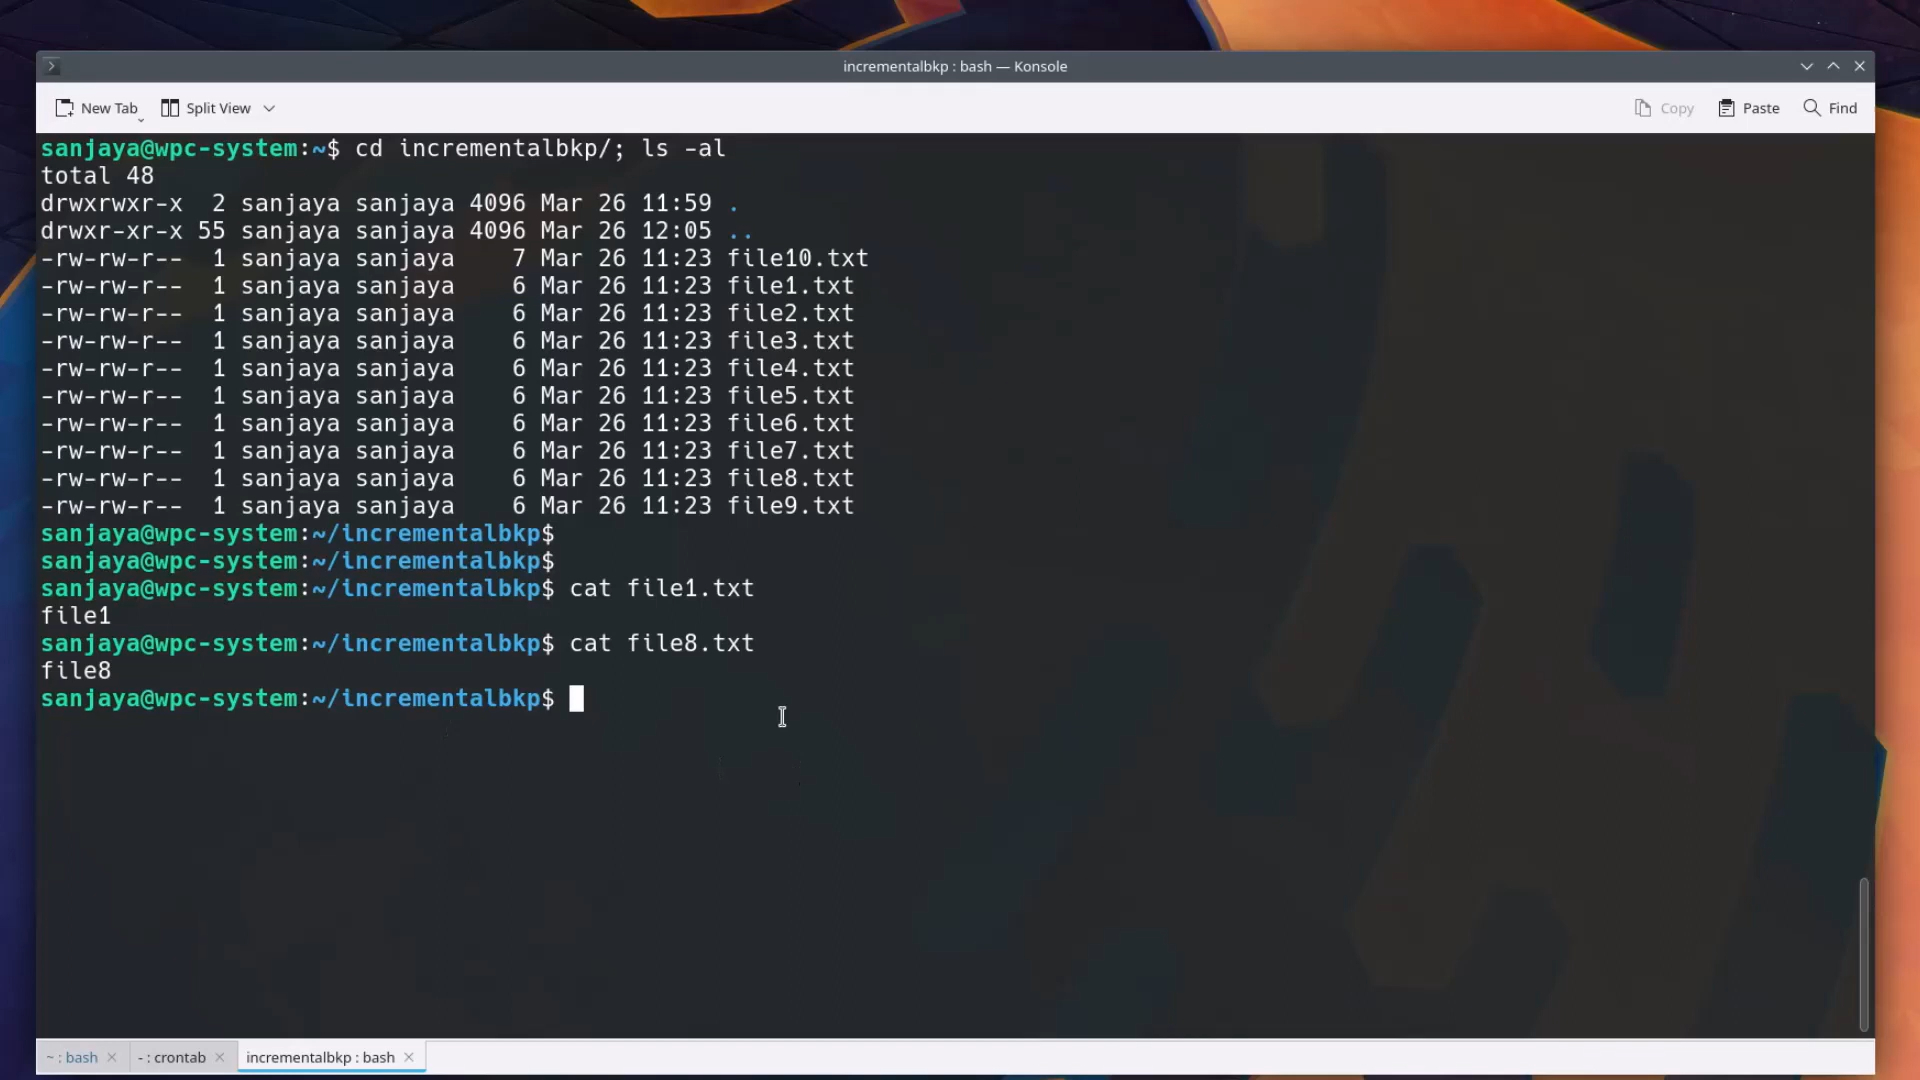 incrementalbkp : bash — Konsole
New Tab Split View Copy Paste Find
sanjaya@wpc-system:~$ cd incrementalbkp/; ls -al
total 48
drwxrwxr-x  2 sanjaya sanjaya 4096 Mar 26 11:59 .
drwxr-xr-x 55 sanjaya sanjaya 4096 Mar 26 12:05 ..
-rw-rw-r--  1 sanjaya sanjaya    7 Mar 26 11:23 file10.txt
-rw-rw-r--  1 sanjaya sanjaya    6 Mar 26 11:23 file1.txt
-rw-rw-r--  1 sanjaya sanjaya    6 Mar 26 11:23 file2.txt
-rw-rw-r--  1 sanjaya sanjaya    6 Mar 26 11:23 file3.txt
-rw-rw-r--  1 sanjaya sanjaya    6 Mar 26 11:23 file4.txt
-rw-rw-r--  1 sanjaya sanjaya    6 Mar 26 11:23 file5.txt
-rw-rw-r--  1 sanjaya sanjaya    6 Mar 26 11:23 file6.txt
-rw-rw-r--  1 sanjaya sanjaya    6 Mar 26 11:23 file7.txt
-rw-rw-r--  1 sanjaya sanjaya    6 Mar 26 11:23 file8.txt
-rw-rw-r--  1 sanjaya sanjaya    6 Mar 26 11:23 file9.txt
sanjaya@wpc-system:~/incrementalbkp$
sanjaya@wpc-system:~/incrementalbkp$
sanjaya@wpc-system:~/incrementalbkp$ cat file1.txt
file1
sanjaya@wpc-system:~/incrementalbkp$ cat file8.txt
file8
sanjaya@wpc-system:~/incrementalbkp$
~ : bash - : crontab incrementalbkp : bash